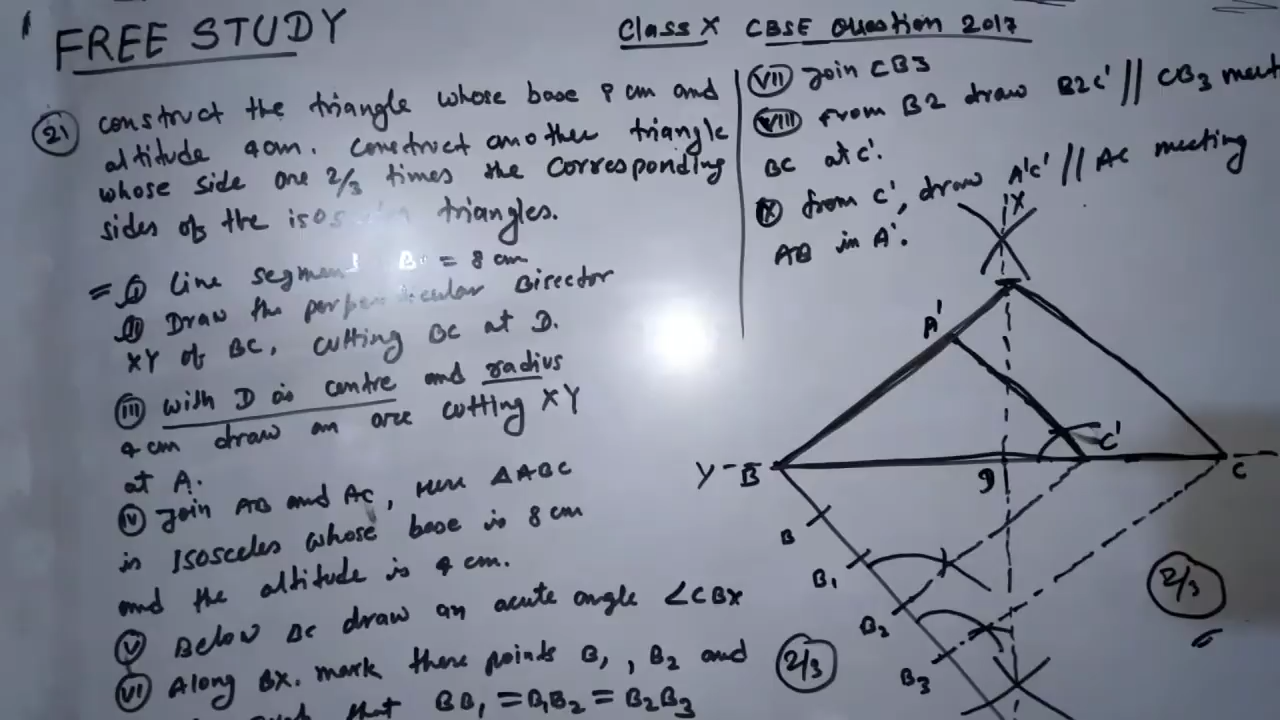 FREE STUDY
Class X CBSE Question 2017
21 construct the triangle whose base 8 cm and
altitude 4cm. Construct another triangle
whose side are 2/3 times the corresponding
sides of the triangles.
= (i) line segment = 8 cm
(ii) Draw the perpendicular Bisector
XY of BC, cutting BC at D.
(iii) with D as centre and radius
4 cm draw an arc cutting XY
at A.
(iv) Join AB and AC, Here ΔABC
is Isosceles whose base is 8 cm
and the altitude is 4 cm.
(v) Below BC draw an acute angle ∠CBX
(vi) Along BX. mark there points B1, B2 and
that BB1 = B1B2 = B2B3
(VII) Join CB3
(VIII) From B2 draw B2C' // CB3 meet
BC at C'.
(IX) from C', draw A'C' // AC meeting
AB in A'.
X
A'
C'
Y B D C
B
B1
B2
B3
2/3
2/3